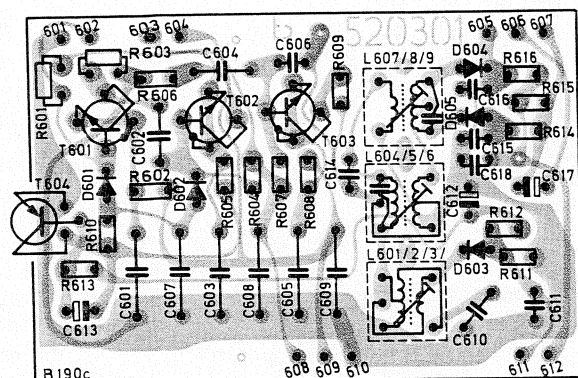 520301
601 602 603 604 605 606 607
R603 C604 C606 R609 L607/8/9 D604 R616
R601 R606 T602 D605 C616 R615
T601 C602 T603 R614
C615
L604/5/6 C618 C617
T604 D601 R602 D602 R605 R604 R607 R608 C614 C612
R610 R612
L601/2/3/
R613 D603 R611
C613 C601 C607 C603 C608 C605 C609 C610 C611
608 609 610 611 612
B190c